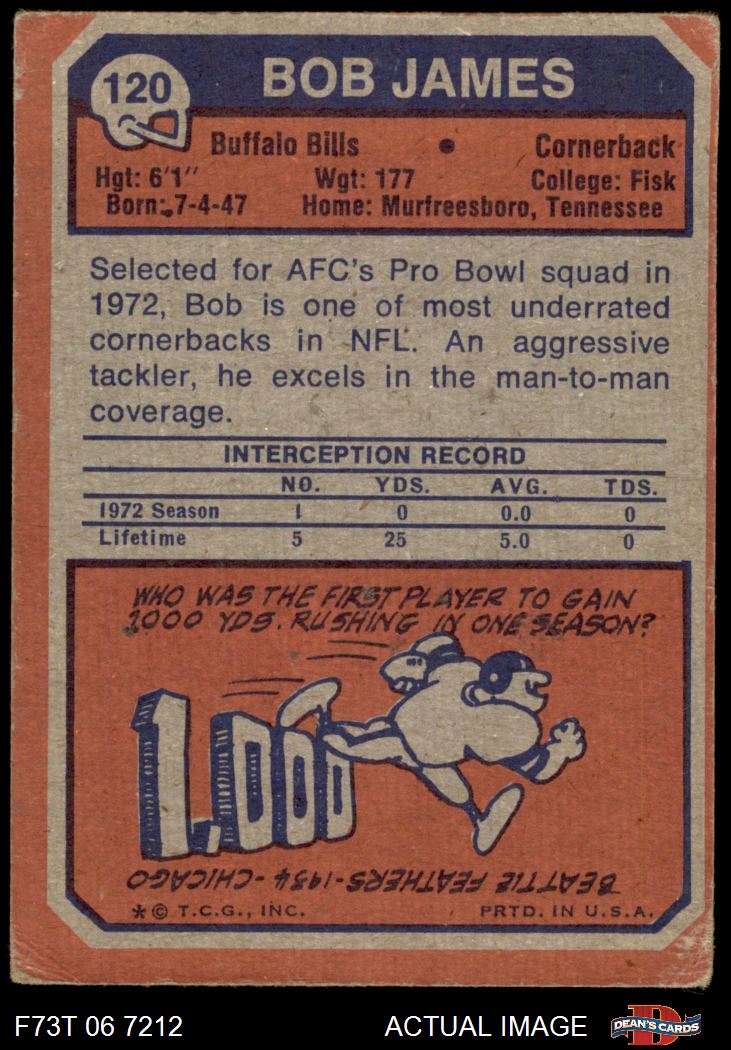 120
BOB JAMES
Buffalo Bills • Cornerback
Hgt: 6'1" Wgt: 177 College: Fisk
Born: 7-4-47 Home: Murfreesboro, Tennessee
Selected for AFC's Pro Bowl squad in
1972, Bob is one of most underrated
cornerbacks in NFL. An aggressive
tackler, he excels in the man-to-man
coverage.
INTERCEPTION RECORD
NO. YDS. AVG. TDS.
1972 Season 1 0 0.0 0
Lifetime 5 25 5.0 0
WHO WAS THE FIRST PLAYER TO GAIN
1000 YDS. RUSHING IN ONE SEASON?
1,000
BEATTIE FEATHERS-1934-CHICAGO
*© T.C.G., INC. PRTD. IN U.S.A.
F73T 06 7212 ACTUAL IMAGE D DEAN'S CARDS